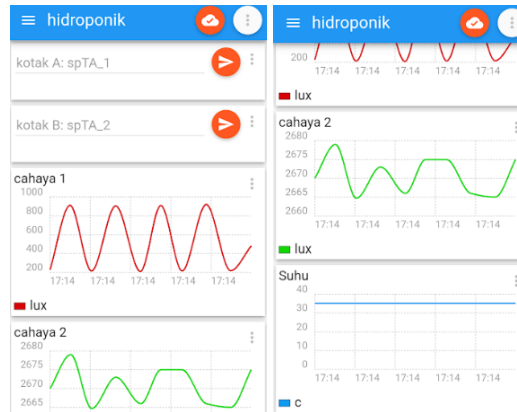 hidroponik
kotak A: spTA_1
kotak B: spTA_2
cahaya 1
1000
800
600
400
200
17:14 17:14 17:14 17:14
lux
cahaya 2
2680
2675
2670
2665
hidroponik
200
17:14 17:14 17:14 17:14 17:14
lux
cahaya 2
2680
2675
2670
2665
2660
17:14 17:14 17:14 17:14 17:14
lux
Suhu
40
30
20
10
0
17:14 17:14 17:14 17:14 17:14
c